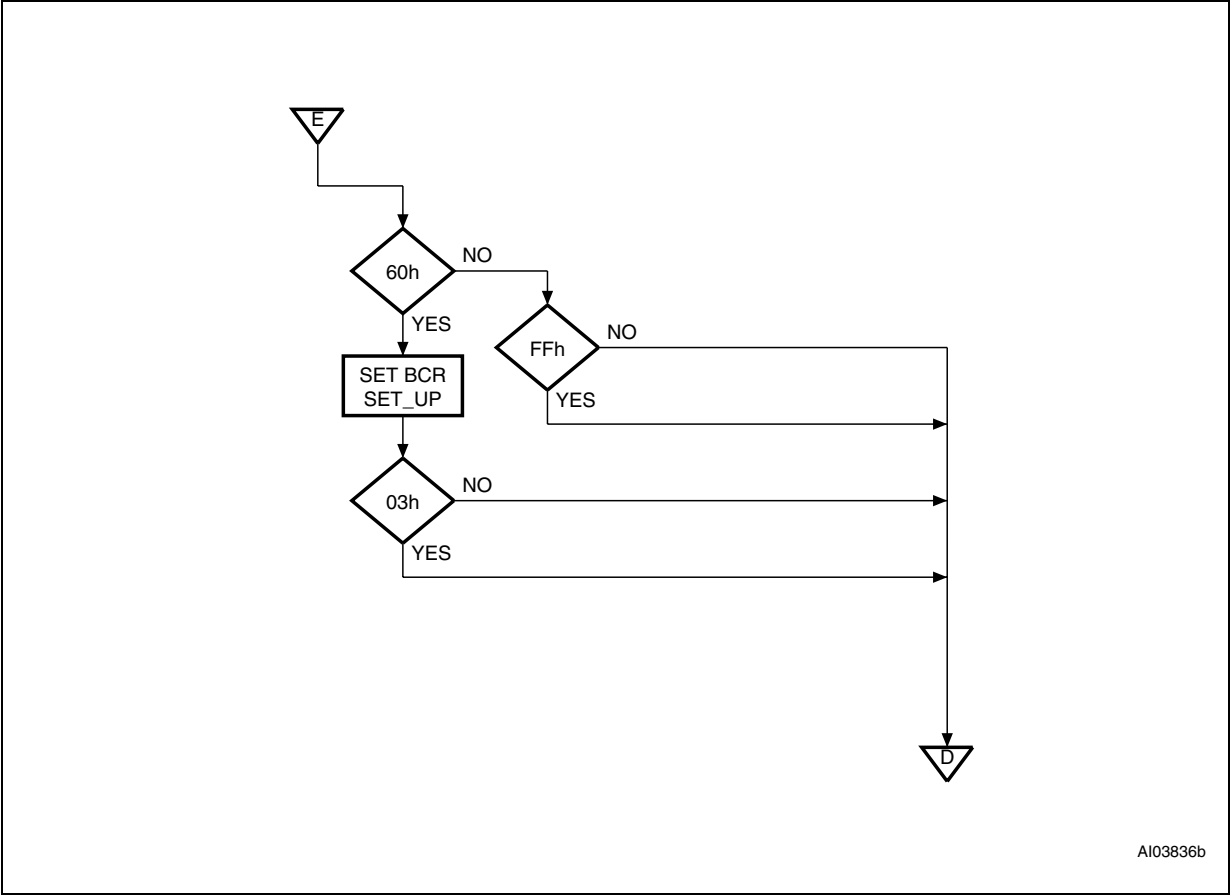 E
60h
NO
YES
FFh
NO
YES
SET BCR
SET_UP
03h
NO
YES
D
AI03836b